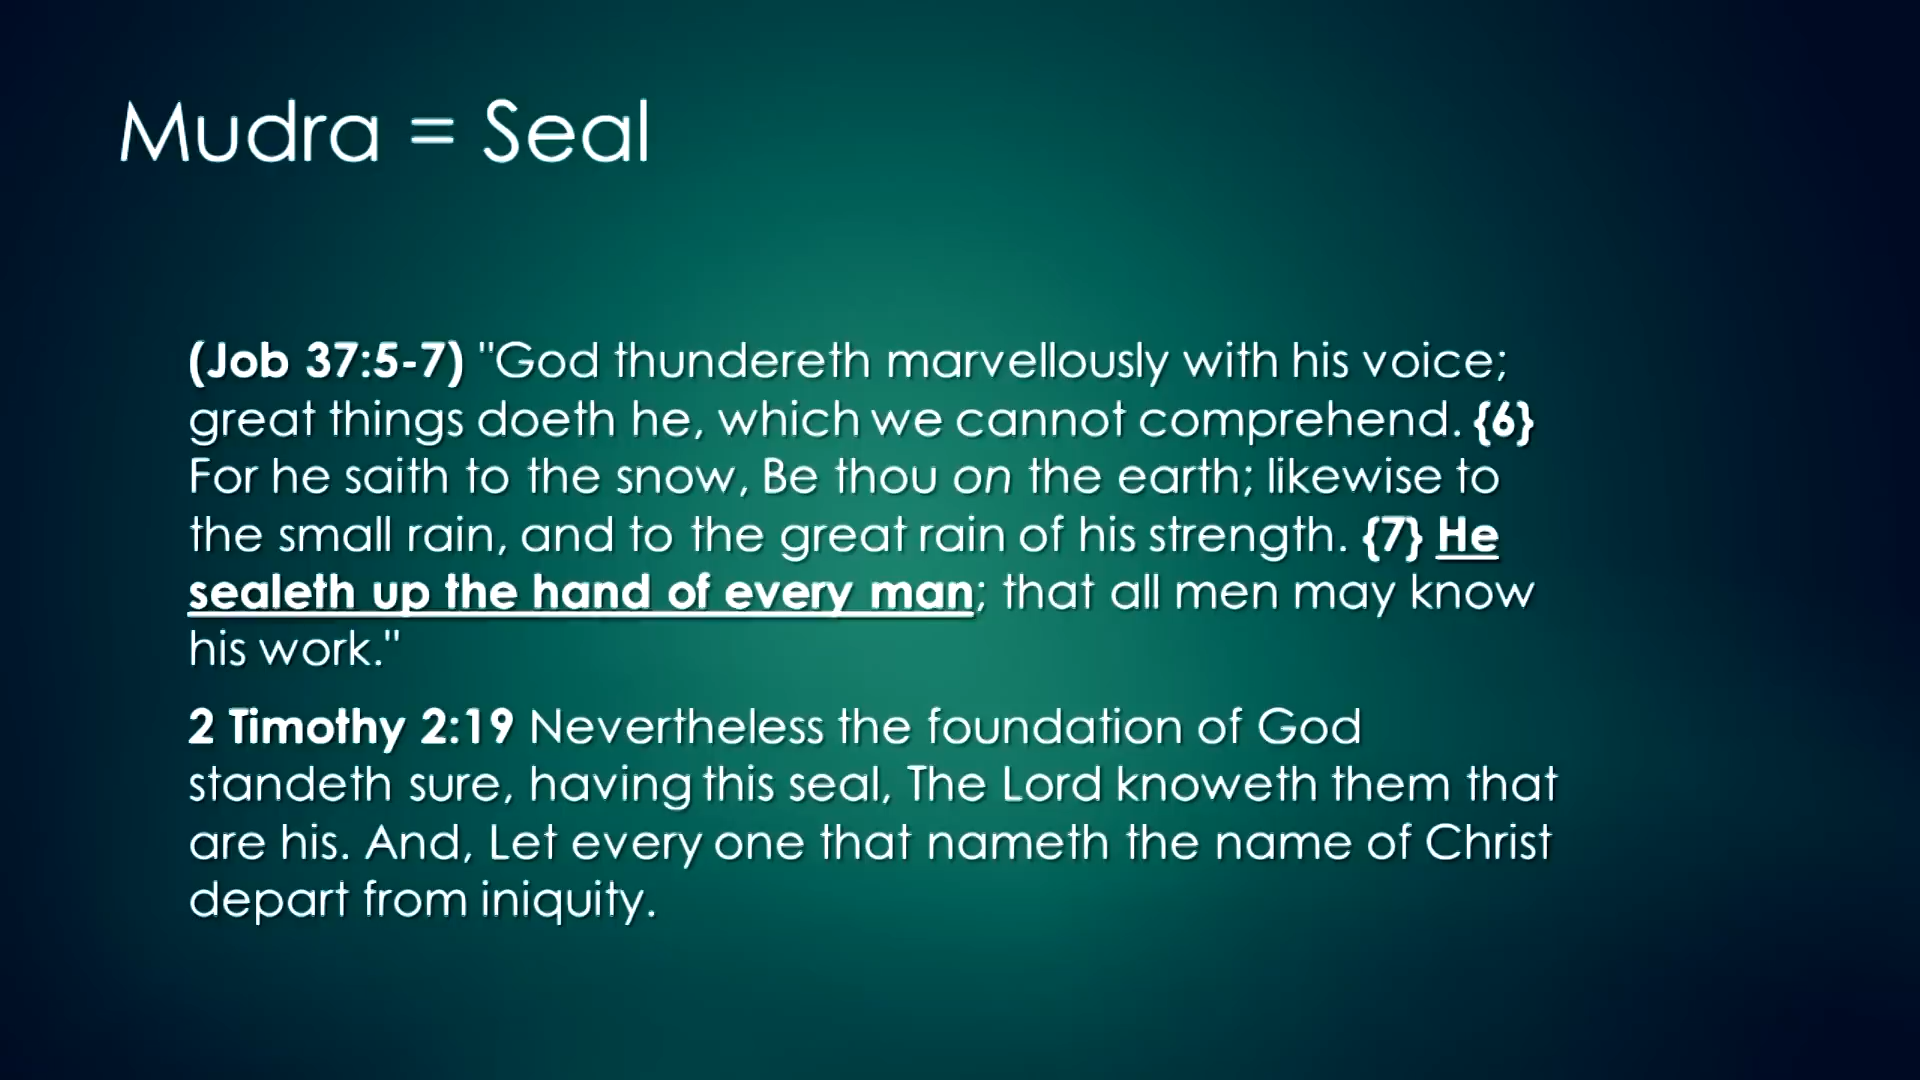 Mudra = Seal
(Job 37:5-7) "God thundereth marvellously with his voice;
great things doeth he, which we cannot comprehend. {6}
For he saith to the snow, Be thou on the earth; likewise to
the small rain, and to the great rain of his strength. {7} He
sealeth up the hand of every man; that all men may know
his work."
2 Timothy 2:19 Nevertheless the foundation of God
standeth sure, having this seal, The Lord knoweth them that
are his. And, Let every one that nameth the name of Christ
depart from iniquity.